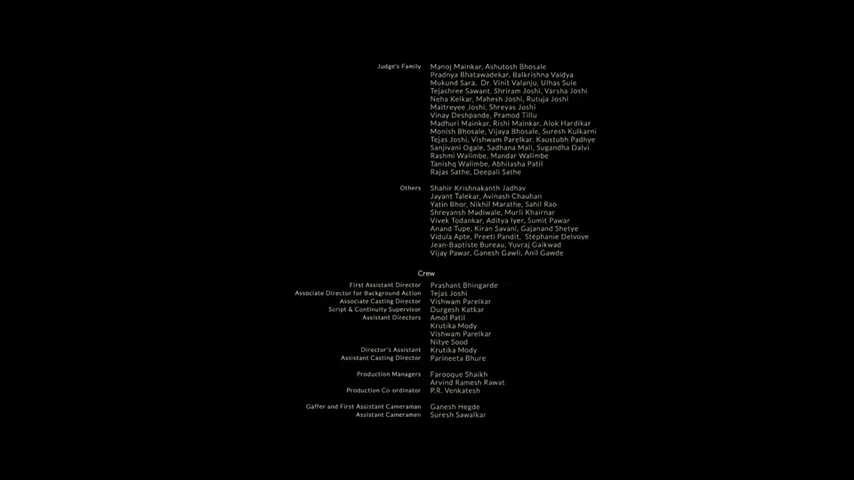 Judge's Family Manoj Mainkar, Ashutosh Bhosale
Pradnya Bhatawadekar, Balkrishna Vaidya
Mukund Sara, Dr. Vinit Valanju, Ulhas Sule
Tejashree Sawant, Shriram Joshi, Varsha Joshi
Neha Kelkar, Mahesh Joshi, Rutuja Joshi
Maitreyee Joshi, Shreyas Joshi
Vinay Deshpande, Pramod Tillu
Madhuri Mainkar, Rishi Mainkar, Alok Hardikar
Monish Bhosale, Vijaya Bhosale, Suresh Kulkarni
Tejas Joshi, Vishwam Parelkar, Kaustubh Padhye
Sanjivani Ogale, Sadhana Mali, Sugandha Dalvi
Rashmi Walimbe, Mandar Walimbe
Tanishq Walimbe, Abhilasha Patil
Rajas Sathe, Deepali Sathe
Others Shahir Krishnakanth Jadhav
Jayant Talekar, Avinash Chauhan
Yatin Bhor, Nikhil Marathe, Sahil Rao
Shreyansh Madiwale, Murli Khairnar
Vivek Todankar, Aditya Iyer, Sumit Pawar
Anand Tupe, Kiran Savani, Gajanand Shetye
Vidula Apte, Preeti Pandit, Stéphanie Delvoye
Jean-Baptiste Bureau, Yuvraj Gaikwad
Vijay Pawar, Ganesh Gawli, Anil Gawde
Crew
First Assistant Director Prashant Bhingarde
Associate Director for Background Action Tejas Joshi
Associate Casting Director Vishwam Parelkar
Script & Continuity Supervisor Durgesh Katkar
Assistant Directors Amol Patil
Krutika Mody
Vishwam Parelkar
Nitye Sood
Director's Assistant Krutika Mody
Assistant Casting Director Parineeta Bhure
Production Managers Farooque Shaikh
Arvind Ramesh Rawat
Production Co-ordinator P.R. Venkatesh
Gaffer and First Assistant Cameraman Ganesh Hegde
Assistant Cameramen Suresh Sawalkar